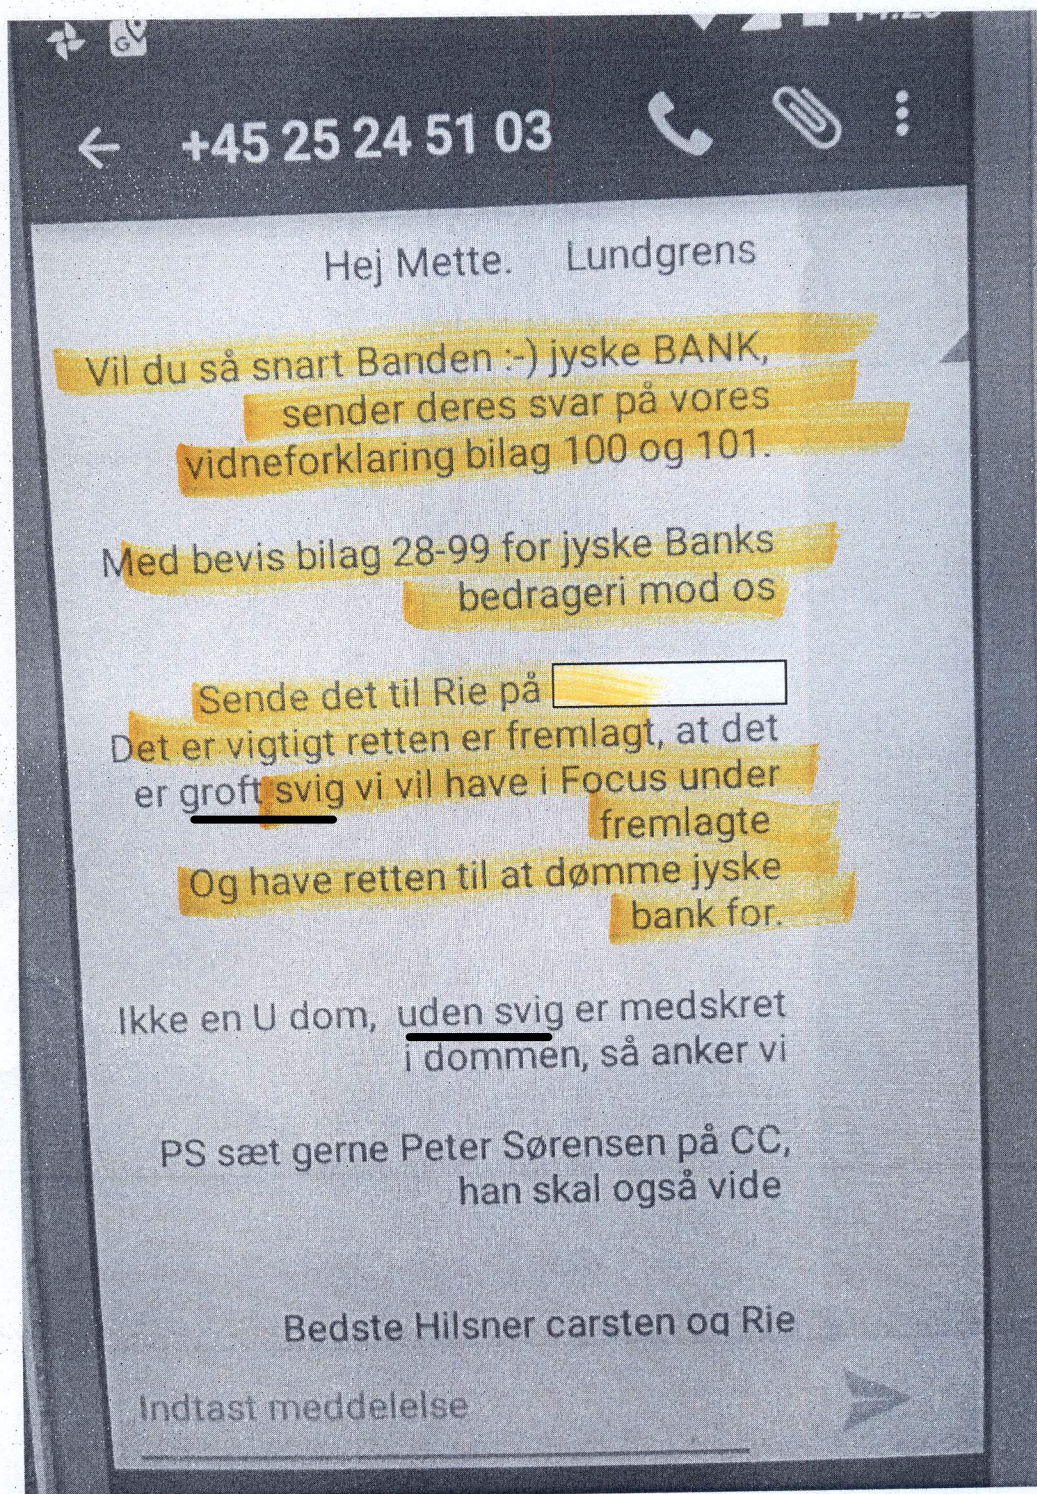 +45 25 24 51 03
Hej Mette. Lundgrens
Vil du så snart Banden :-) jyske BANK,
sender deres svar på vores
vidneforklaring bilag 100 og 101.
Med bevis bilag 28-99 for jyske Banks
bedrageri mod os
Sende det til Rie på
Det er vigtigt retten er fremlagt, at det
er groft svig vi vil have i Focus under
fremlagte
Og have retten til at dømme jyske
bank for.
Ikke en U dom, uden svig er medskret
i dommen, så anker vi
PS sæt gerne Peter Sørensen på CC,
han skal også vide
Bedste Hilsner carsten og Rie
Indtast meddelelse